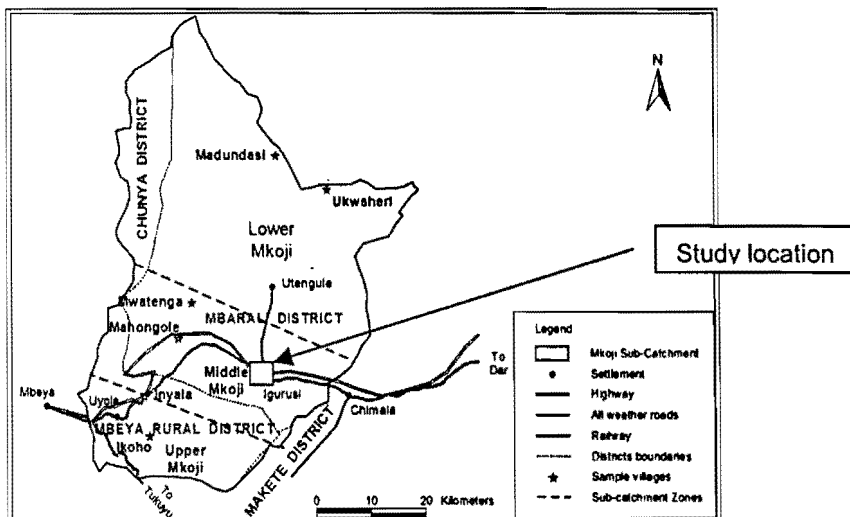 N
CHUNYA DISTRICT
Madundasi
Ukwaheri
Lower
Mkoji
Study location
Utengule
Mwatenga
MBARAL DISTRICT
Mahongole
Middle
Mkoji
Igurusi
To
Dar
Chimala
Mbeya
Uyole
Inyala
MBEYA RURAL DISTRICT
Ikoho
Upper
Mkoji
MAKETE DISTRICT
To
Tukuyu
0 10 20 Kilometers
Legend
Mkoji Sub-Catchment
Settlement
Highway
All weather roads
Railway
Districts boundaries
Sample villages
Sub-catchment Zones